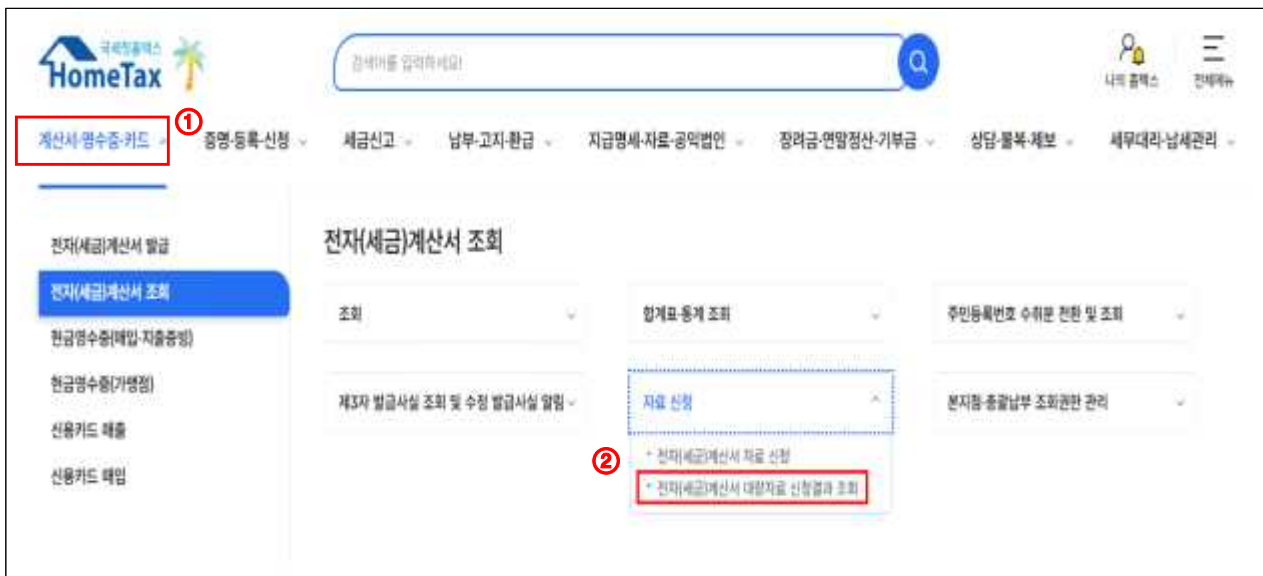 국세청홈택스
HomeTax
검색어를 입력하세요!
나의 홈택스
전체메뉴
①
계산서·영수증·카드
증명·등록·신청
세금신고
납부·고지·환급
지급명세·자료·공익법인
장려금·연말정산·기부금
상담·불복·제보
세무대리·납세관리
전자(세금)계산서 발급
전자(세금)계산서 조회
현금영수증(매입·지출증빙)
현금영수증(가맹점)
신용카드 매출
신용카드 매입
전자(세금)계산서 조회
조회
합계표·통계 조회
주민등록번호 수취분 전환 및 조회
제3자 발급사실 조회 및 수정 발급사실 알림
자료 신청
본지점·총괄납부 조회권한 관리
②
전자(세금)계산서 자료 신청
전자(세금)계산서 대량자료 신청결과 조회